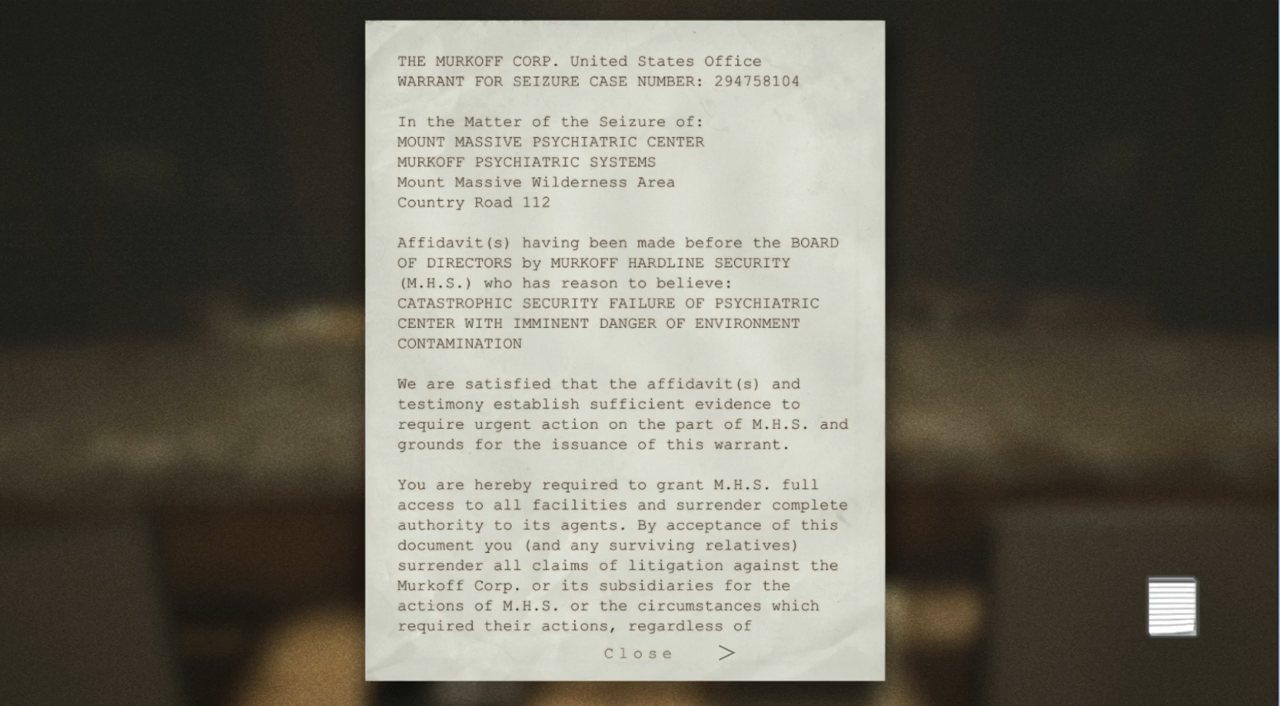 THE MURKOFF CORP. United States Office
WARRANT FOR SEIZURE CASE NUMBER: 294758104
In the Matter of the Seizure of:
MOUNT MASSIVE PSYCHIATRIC CENTER
MURKOFF PSYCHIATRIC SYSTEMS
Mount Massive Wilderness Area
Country Road 112
Affidavit(s) having been made before the BOARD
OF DIRECTORS by MURKOFF HARDLINE SECURITY
(M.H.S.) who has reason to believe:
CATASTROPHIC SECURITY FAILURE OF PSYCHIATRIC
CENTER WITH IMMINENT DANGER OF ENVIRONMENT
CONTAMINATION
We are satisfied that the affidavit(s) and
testimony establish sufficient evidence to
require urgent action on the part of M.H.S. and
grounds for the issuance of this warrant.
You are hereby required to grant M.H.S. full
access to all facilities and surrender complete
authority to its agents. By acceptance of this
document you (and any surviving relatives)
surrender all claims of litigation against the
Murkoff Corp. or its subsidiaries for the
actions of M.H.S. or the circumstances which
required their actions, regardless of
Close >